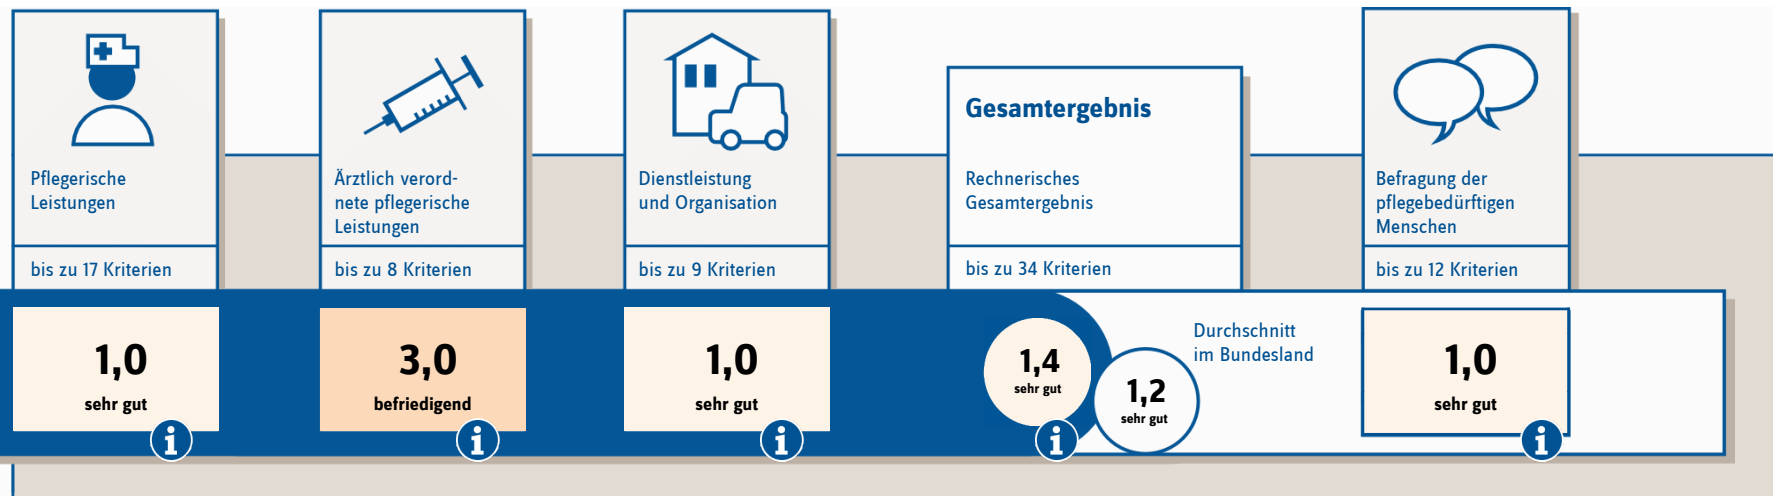 Pflegerische
Leistungen
bis zu 17 Kriterien
1,0
sehr gut
Ärztlich verord-
nete pflegerische
Leistungen
bis zu 8 Kriterien
3,0
befriedigend
Dienstleistung
und Organisation
bis zu 9 Kriterien
1,0
sehr gut
Gesamtergebnis
Rechnerisches
Gesamtergebnis
bis zu 34 Kriterien
1,4
sehr gut
1,2
sehr gut
Durchschnitt
im Bundesland
Befragung der
pflegebedürftigen
Menschen
bis zu 12 Kriterien
1,0
sehr gut